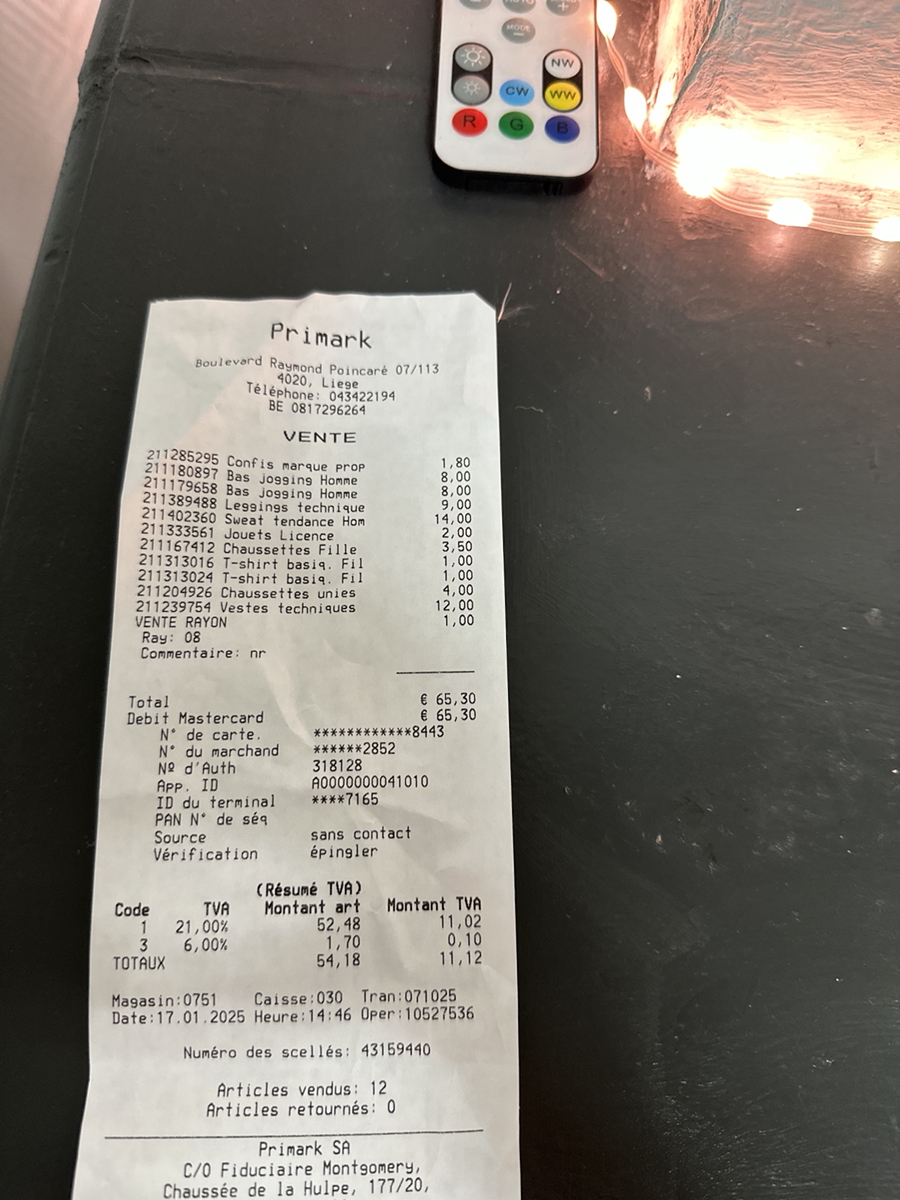 MODE
NW
CW
WW
R
G
B
Primark
Boulevard Raymond Poincaré 07/113
4020, Liege
Téléphone: 043422194
BE 0817296264
VENTE
211285295 Confis marque prop 1,80
211180897 Bas jogging Homme 8,00
211179658 Bas jogging Homme 8,00
211389488 Leggings technique 9,00
211402360 Sweat tendance Hom 14,00
211333561 Jouets Licence 2,00
211167412 Chaussettes Fille 3,50
211313016 T-shirt basiq. Fil 1,00
211313024 T-shirt basiq. Fil 1,00
211204926 Chaussettes unies 4,00
211239754 Vestes techniques 12,00
VENTE RAYON 1,00
Ray: 08
Commentaire: nr
Total € 65,30
Debit Mastercard € 65,30
N° de carte. ************8443
N° du marchand ******2852
Nº d'Auth 318128
App. ID A0000000041010
ID du terminal ****7165
PAN N° de séq
Source sans contact
Vérification épingler
(Résumé TVA)
Code TVA Montant art Montant TVA
1 21,00% 52,48 11,02
3 6,00% 1,70 0,10
TOTAUX 54,18 11,12
Magasin:0751 Caisse:030 Tran:071025
Date:17.01.2025 Heure:14:46 Oper:10527536
Numéro des scellés: 43159440
Articles vendus: 12
Articles retournés: 0
Primark SA
C/O Fiduciaire Montgomery,
Chaussée de la Hulpe, 177/20,